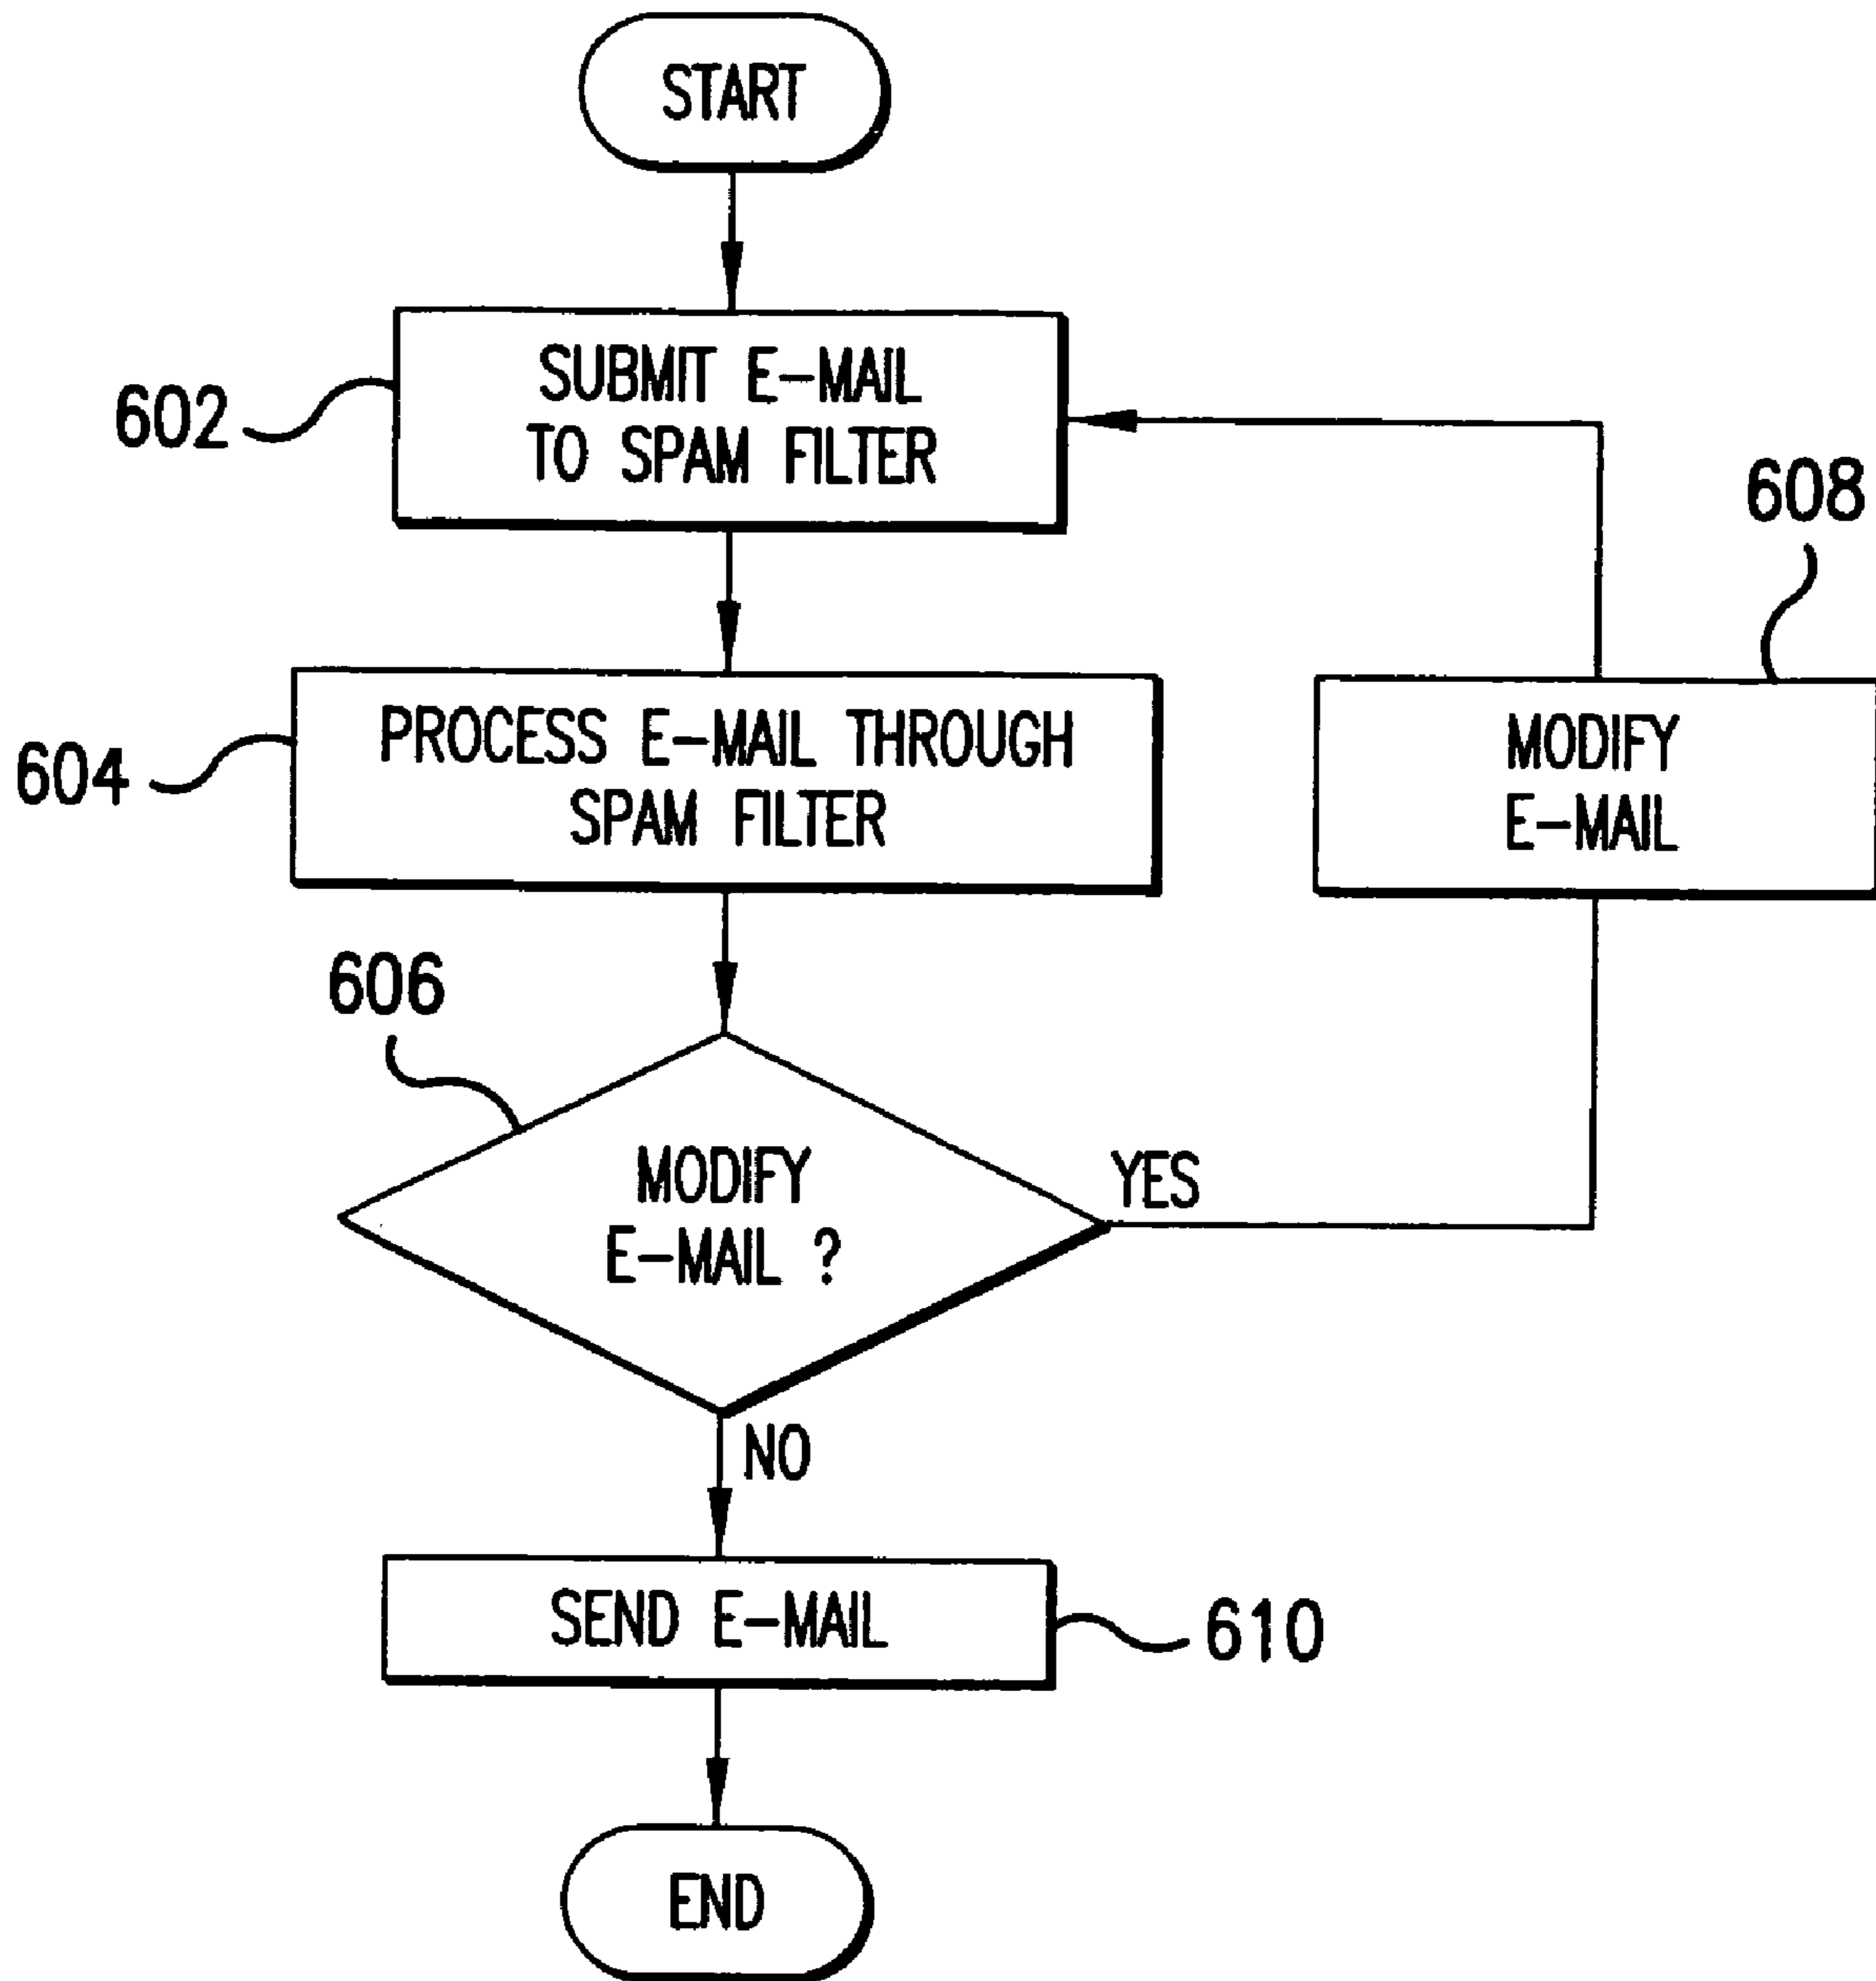 START
602
SUBMIT E-MAIL
TO SPAM FILTER
608
604
PROCESS E-MAIL THROUGH
SPAM FILTER
MODIFY
E-MAIL
606
MODIFY
E-MAIL ?
YES
NO
SEND E-MAIL
610
END